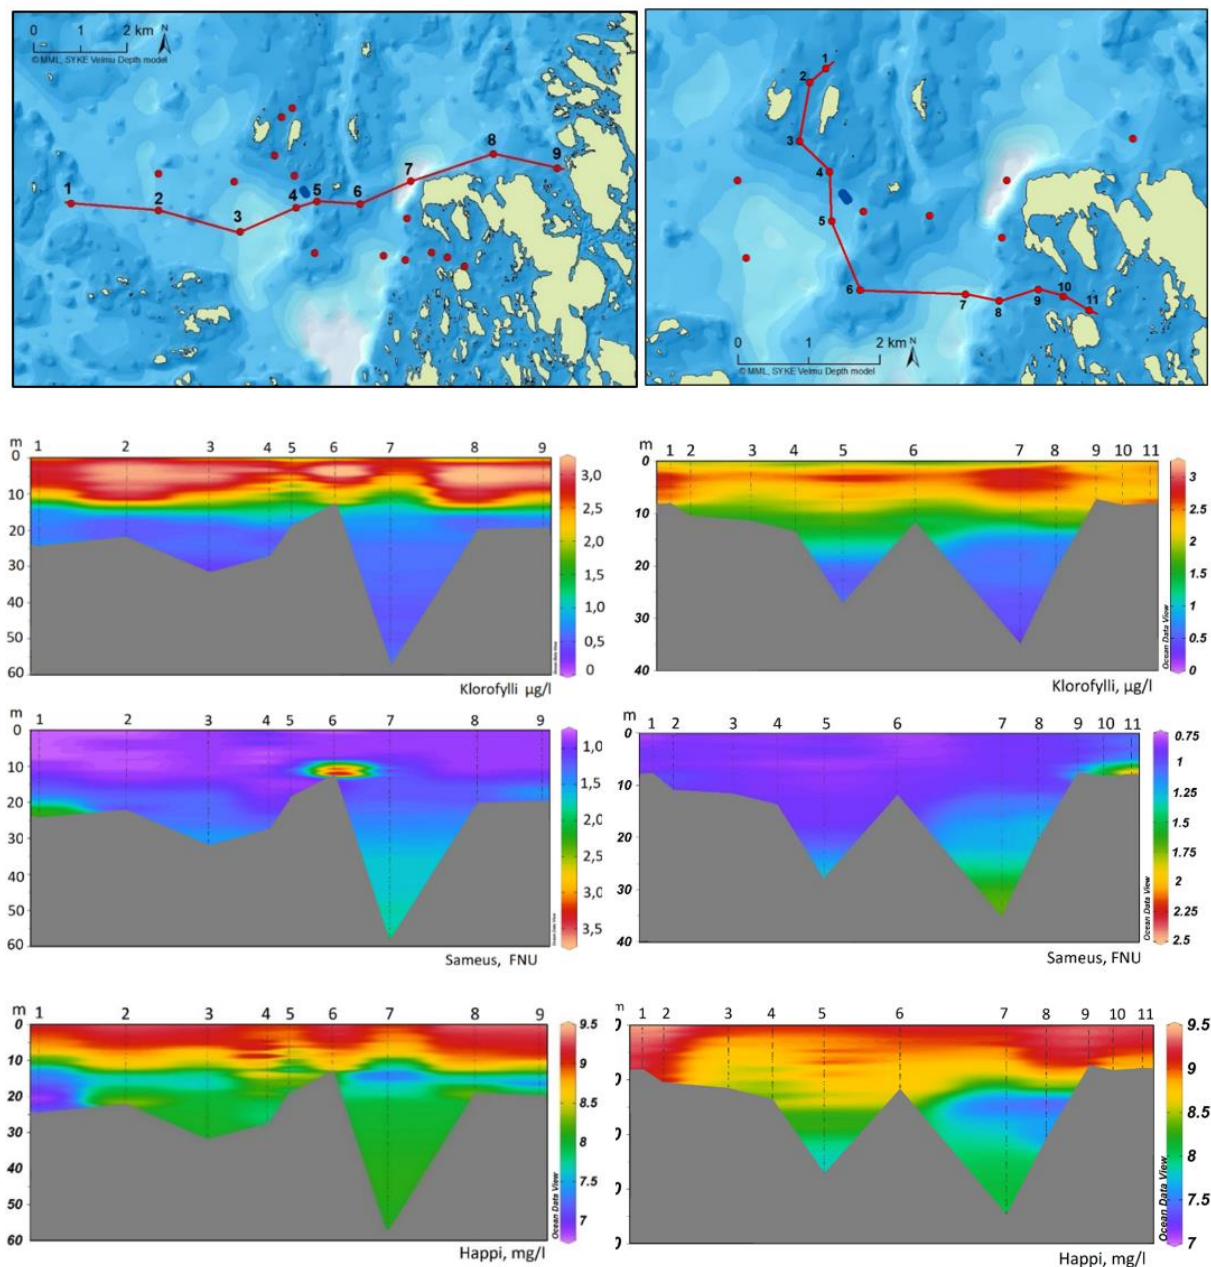 0 1 2 km N
© MML, SYKE Velmu Depth model
1 2 3 4 5 6 7 8 9
1 2 3 4 5 6 7 8 9 10 11
0 1 2 km N
© MML, SYKE Velmu Depth model
m 1 2 3 4 5 6 7 8 9
0 10 20 30 40 50 60
3,0 2,5 2,0 1,5 1,0 0,5 0
Ocean Data View
Klorofylli µg/l
m 1 2 3 4 5 6 7 8 9 10 11
0 10 20 30 40
3 2.5 2 1.5 1 0.5 0
Ocean Data View
Klorofylli, µg/l
m 1 2 3 4 5 6 7 8 9
0 10 20 30 40 50 60
1,0 1,5 2,0 2,5 3,0 3,5
Ocean Data View
Sameus, FNU
m 1 2 3 4 5 6 7 8 9 10 11
0 10 20 30 40
0.75 1 1.25 1.5 1.75 2 2.25 2.5
Ocean Data View
Sameus, FNU
m 1 2 3 4 5 6 7 8 9
0 10 20 30 40 50 60
9.5 9 8.5 8 7.5 7
Ocean Data View
Happi, mg/l
m 1 2 3 4 5 6 7 8 9 10 11
9.5 9 8.5 8 7.5 7
Ocean Data View
Happi, mg/l